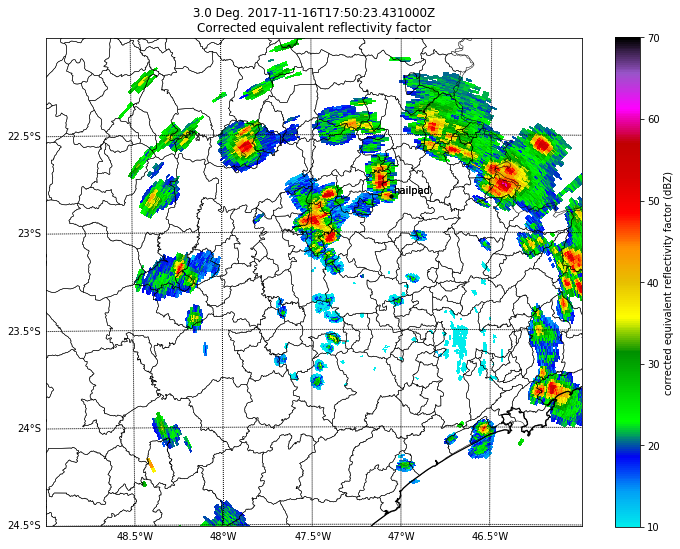 3.0 Deg. 2017-11-16T17:50:23.431000Z
Corrected equivalent reflectivity factor
22.5°S
23°S
23.5°S
24°S
24.5°S
48.5°W
48°W
47.5°W
47°W
46.5°W
hailpad
70
60
50
40
30
20
10
corrected equivalent reflectivity factor (dBZ)